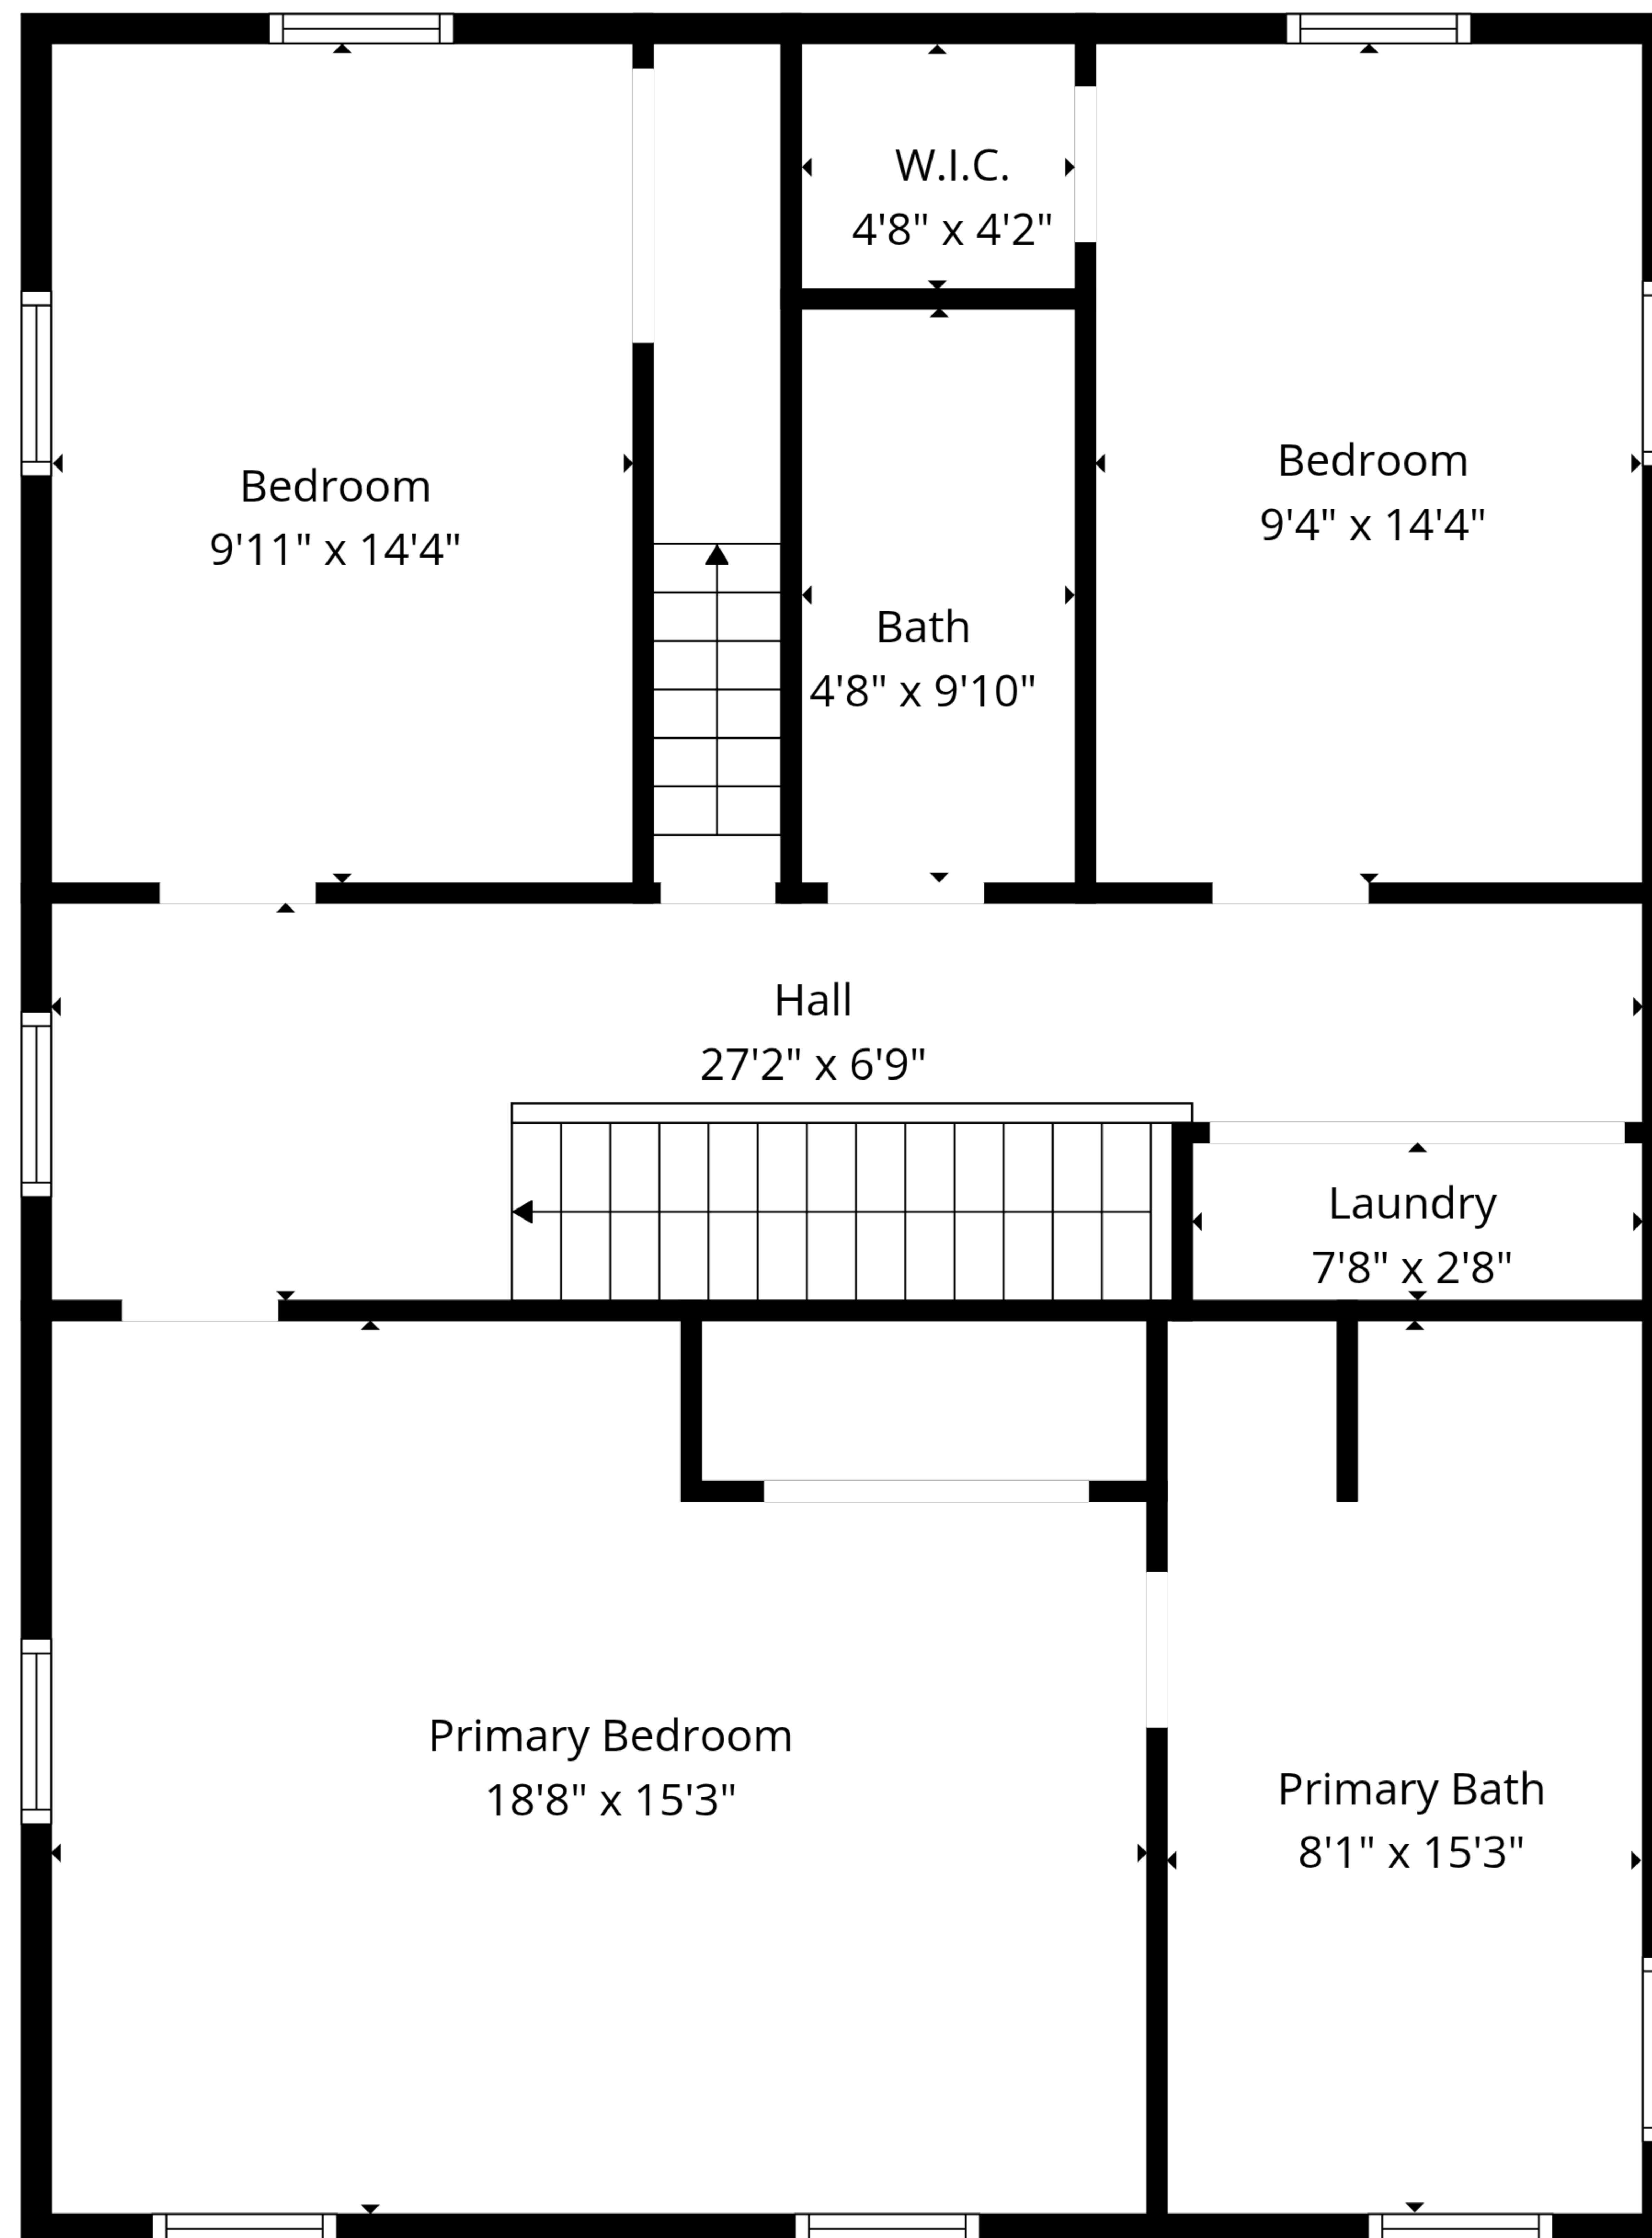 W.I.C.
4'8" x 4'2"
Bedroom
9'11" x 14'4"
Bedroom
9'4" x 14'4"
Bath
4'8" x 9'10"
Hall
27'2" x 6'9"
Laundry
7'8" x 2'8"
Primary Bedroom
18'8" x 15'3"
Primary Bath
8'1" x 15'3"